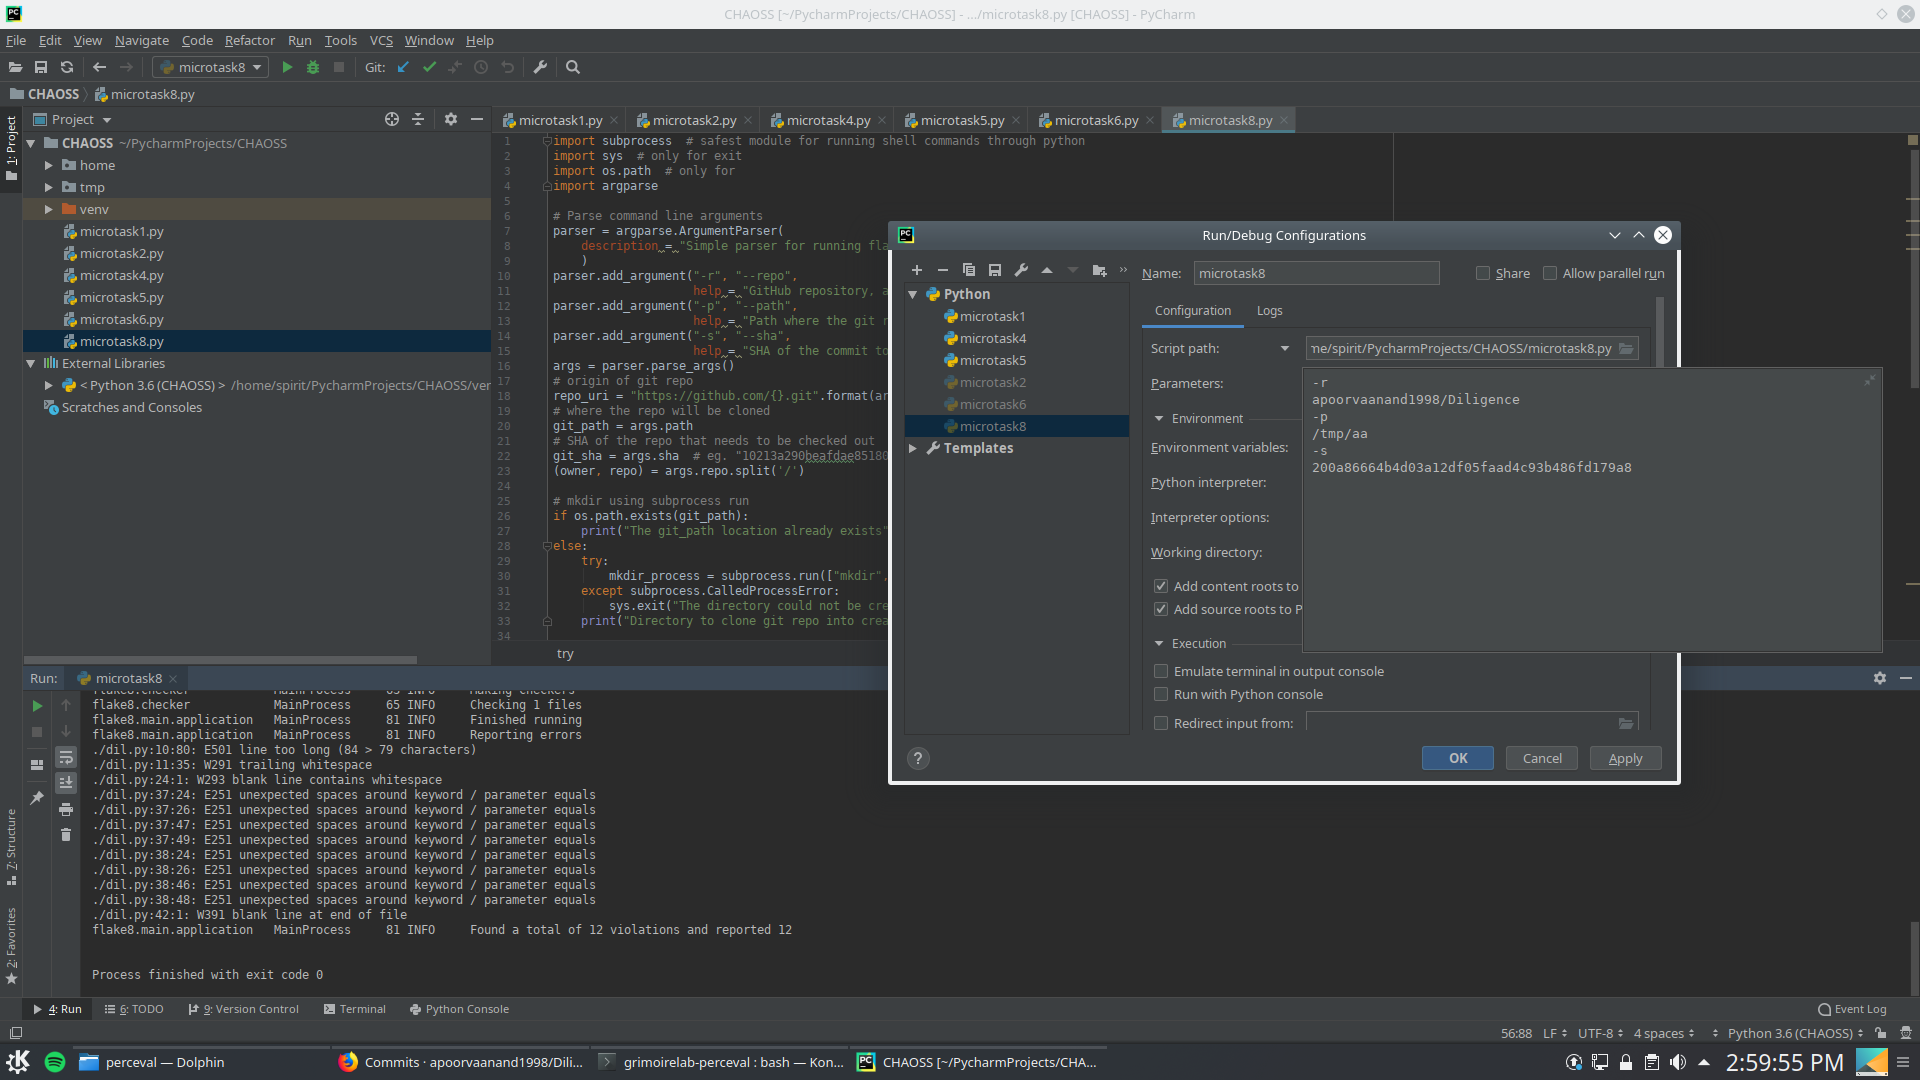 CHAOSS [~/PycharmProjects/CHAOSS] - .../microtask8.py [CHAOSS] - PyCharm
File Edit View Navigate Code Refactor Run Tools VCS Window Help
microtask8 Git:
CHAOSS microtask8.py
Project
microtask1.py microtask2.py microtask4.py microtask5.py microtask6.py microtask8.py
1: Project
CHAOSS ~/PycharmProjects/CHAOSS
home
tmp
venv
microtask1.py
microtask2.py
microtask4.py
microtask5.py
microtask6.py
microtask8.py
External Libraries
< Python 3.6 (CHAOSS) > /home/spirit/PycharmProjects/CHAOSS/ver
Scratches and Consoles
1 import subprocess # safest module for running shell commands through python
2 import sys # only for exit
3 import os.path # only for
4 import argparse
5
6 # Parse command line arguments
7 parser = argparse.ArgumentParser(
8 description = "Simple parser for running fla
9 )
10 parser.add_argument("-r", "--repo",
11 help = "GitHub repository, a
12 parser.add_argument("-p", "--path",
13 help = "Path where the git r
14 parser.add_argument("-s", "--sha",
15 help = "SHA of the commit to
16 args = parser.parse_args()
17 # origin of git repo
18 repo_uri = "https://github.com/{}.git".format(ar
19 # where the repo will be cloned
20 git_path = args.path
21 # SHA of the repo that needs to be checked out
22 git_sha = args.sha # eg. "10213a290beafdae85180
23 (owner, repo) = args.repo.split('/')
24
25 # mkdir using subprocess run
26 if os.path.exists(git_path):
27 print("The git_path location already exists"
28 else:
29 try:
30 mkdir_process = subprocess.run(["mkdir",
31 except subprocess.CalledProcessError:
32 sys.exit("The directory could not be cre
33 print("Directory to clone git repo into crea
34
try
Run/Debug Configurations
Name: microtask8 Share Allow parallel run
Python
microtask1
microtask4
microtask5
microtask2
microtask6
microtask8
Templates
Configuration Logs
Script path: me/spirit/PycharmProjects/CHAOSS/microtask8.py
Parameters:
-r
apoorvaanand1998/Diligence
-p
/tmp/aa
-s
200a86664b4d03a12df05faad4c93b486fd179a8
Environment
Environment variables:
Python interpreter:
Interpreter options:
Working directory:
Add content roots to
Add source roots to P
Execution
Emulate terminal in output console
Run with Python console
Redirect input from:
? OK Cancel Apply
Run: microtask8
flake8.checker MainProcess 65 INFO Making checkers
flake8.checker MainProcess 65 INFO Checking 1 files
flake8.main.application MainProcess 81 INFO Finished running
flake8.main.application MainProcess 81 INFO Reporting errors
./dil.py:10:80: E501 line too long (84 > 79 characters)
./dil.py:11:35: W291 trailing whitespace
./dil.py:24:1: W293 blank line contains whitespace
./dil.py:37:24: E251 unexpected spaces around keyword / parameter equals
./dil.py:37:26: E251 unexpected spaces around keyword / parameter equals
./dil.py:37:47: E251 unexpected spaces around keyword / parameter equals
./dil.py:37:49: E251 unexpected spaces around keyword / parameter equals
./dil.py:38:24: E251 unexpected spaces around keyword / parameter equals
./dil.py:38:26: E251 unexpected spaces around keyword / parameter equals
./dil.py:38:46: E251 unexpected spaces around keyword / parameter equals
./dil.py:38:48: E251 unexpected spaces around keyword / parameter equals
./dil.py:42:1: W391 blank line at end of file
flake8.main.application MainProcess 81 INFO Found a total of 12 violations and reported 12
Process finished with exit code 0
7: Structure
2: Favorites
4: Run 6: TODO 9: Version Control Terminal Python Console Event Log
56:88 LF UTF-8 4 spaces Python 3.6 (CHAOSS)
perceval — Dolphin Commits · apoorvaanand1998/Dili... grimoirelab-perceval : bash — Kon... CHAOSS [~/PycharmProjects/CHA... 2:59:55 PM